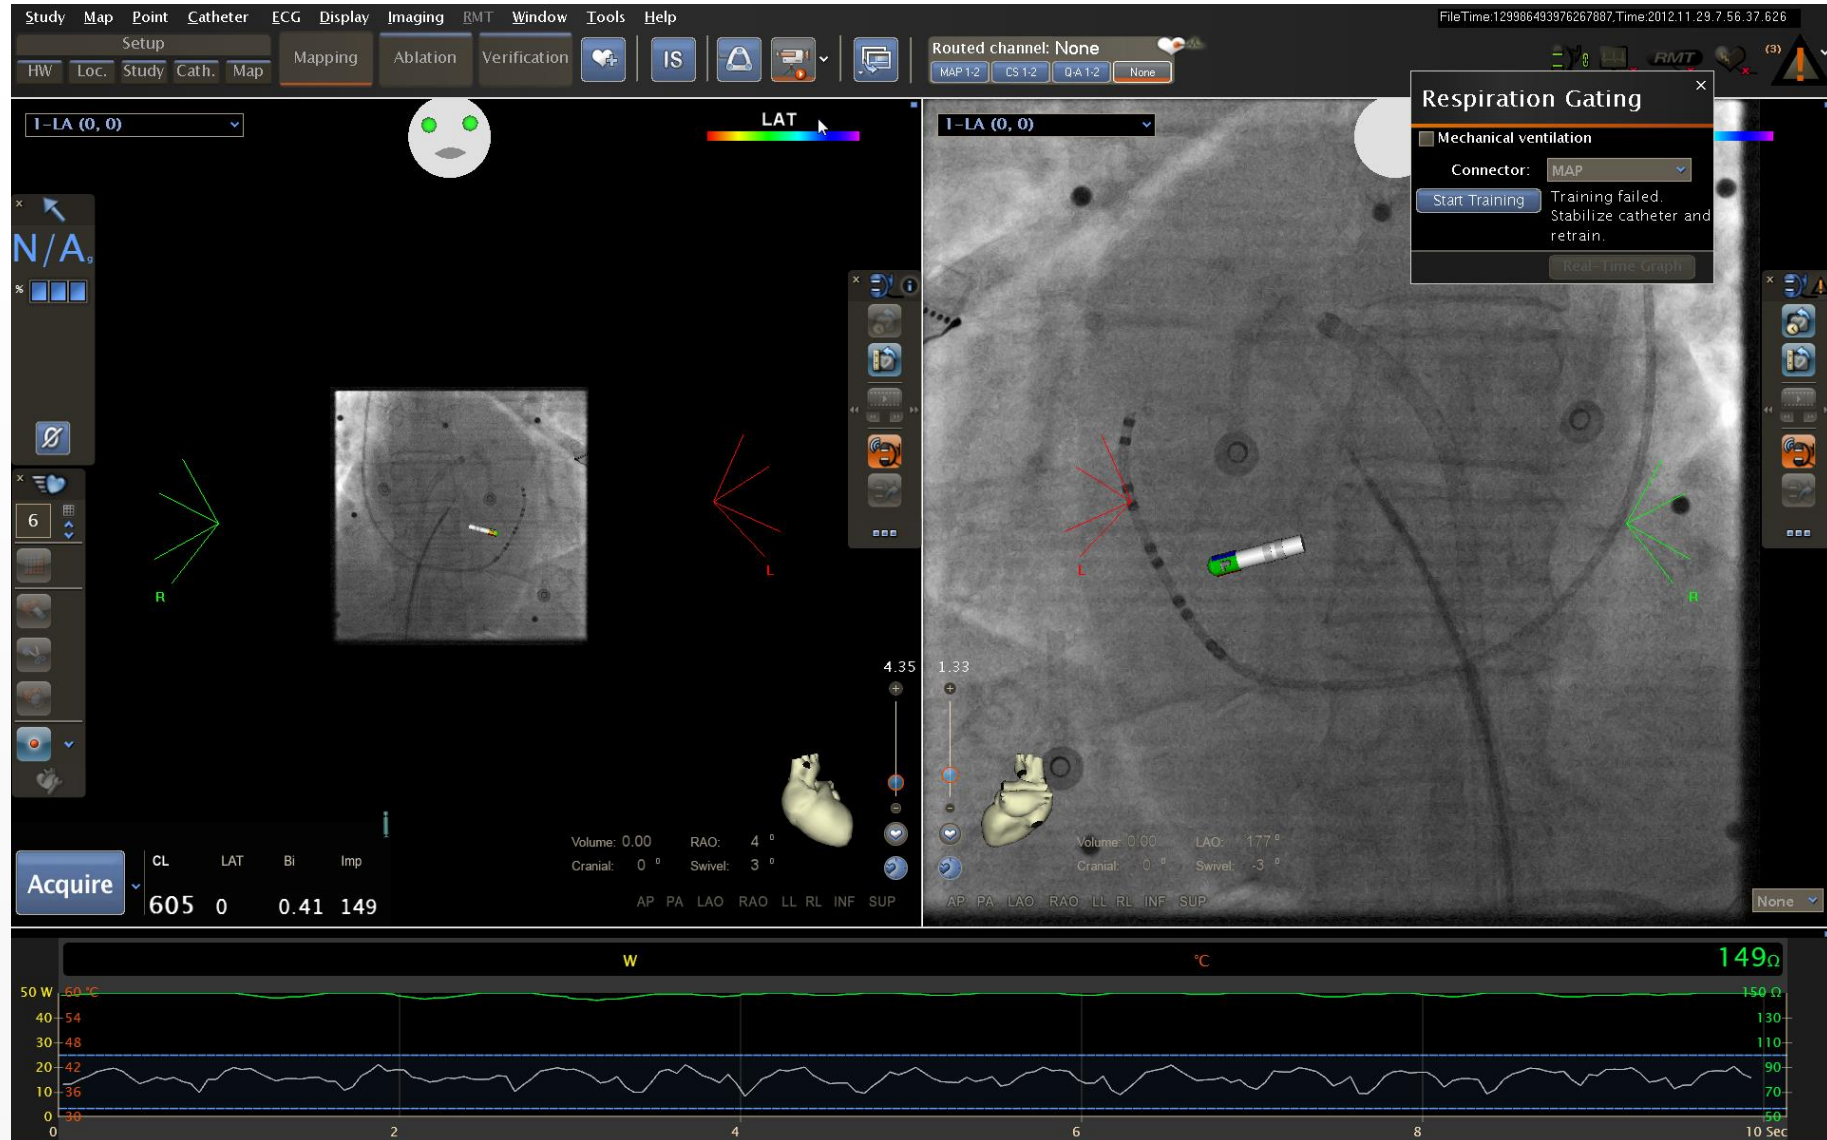 Study Map Point Catheter ECG Display Imaging RMT Window Tools Help
FileTime:129986493976267887,Time:2012.11.29.7.56.37.626
Setup
HW Loc. Study Cath. Map
Mapping Ablation Verification
IS
Routed channel: None
MAP 1-2 CS 1-2 Q-A 1-2 None
RMT
(3)
1-LA (0, 0)
LAT
1-LA (0, 0)
Respiration Gating
Mechanical ventilation
Connector: MAP
Start Training
Training failed.
Stabilize catheter and
retrain.
Real-Time Graph
N/A
%
6
R
L
L
R
4.35
1.33
Volume: 0.00 RAO: 4 °
Cranial: 0 ° Swivel: 3 °
AP PA LAO RAO LL RL INF SUP
Volume: 0.00 LAO: 177 °
Cranial: 0 ° Swivel: -3 °
AP PA LAO RAO LL RL INF SUP
None
Acquire
CL LAT Bi Imp
605 0 0.41 149
i
W °C 149Ω
50 W 60 °C 150 Ω
40 54 130
30 48 110
20 42 90
10 36 70
0 30 50
0 2 4 6 8 10 Sec